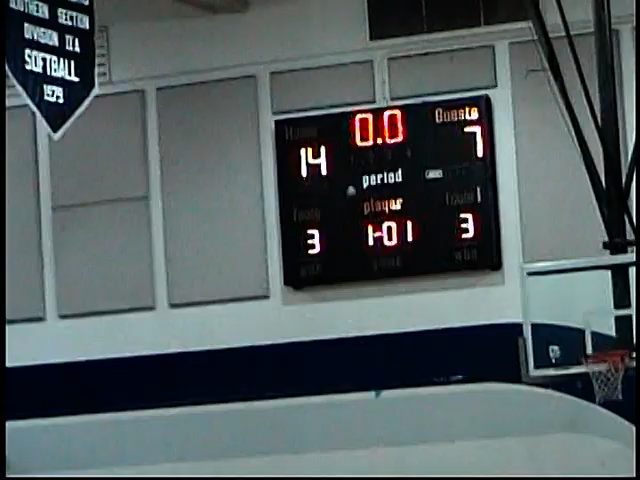 SOUTHERN SECTION
DIVISION II A
SOFTBALL
1979
Home
0.0
Guests
14
7
period
player
Fouls
Fouls
3
1-01
3